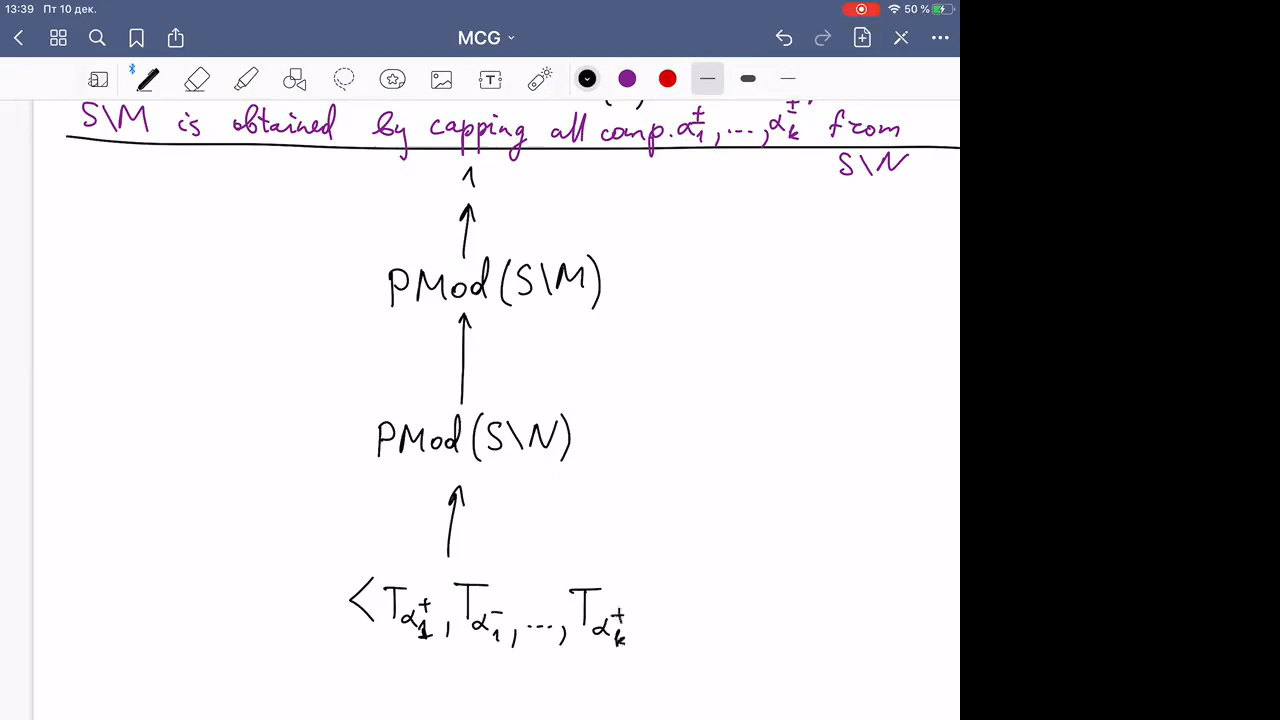 13:39 Пт 10 дек. 50 %
MCG
S\M is obtained by capping all comp. α₁^±, ..., α_k^± from
S\N
1
PMod(S\M)
PMod(S\N)
<T_{α₁^+}, T_{α₁^-}, ..., T_{α_k^+}